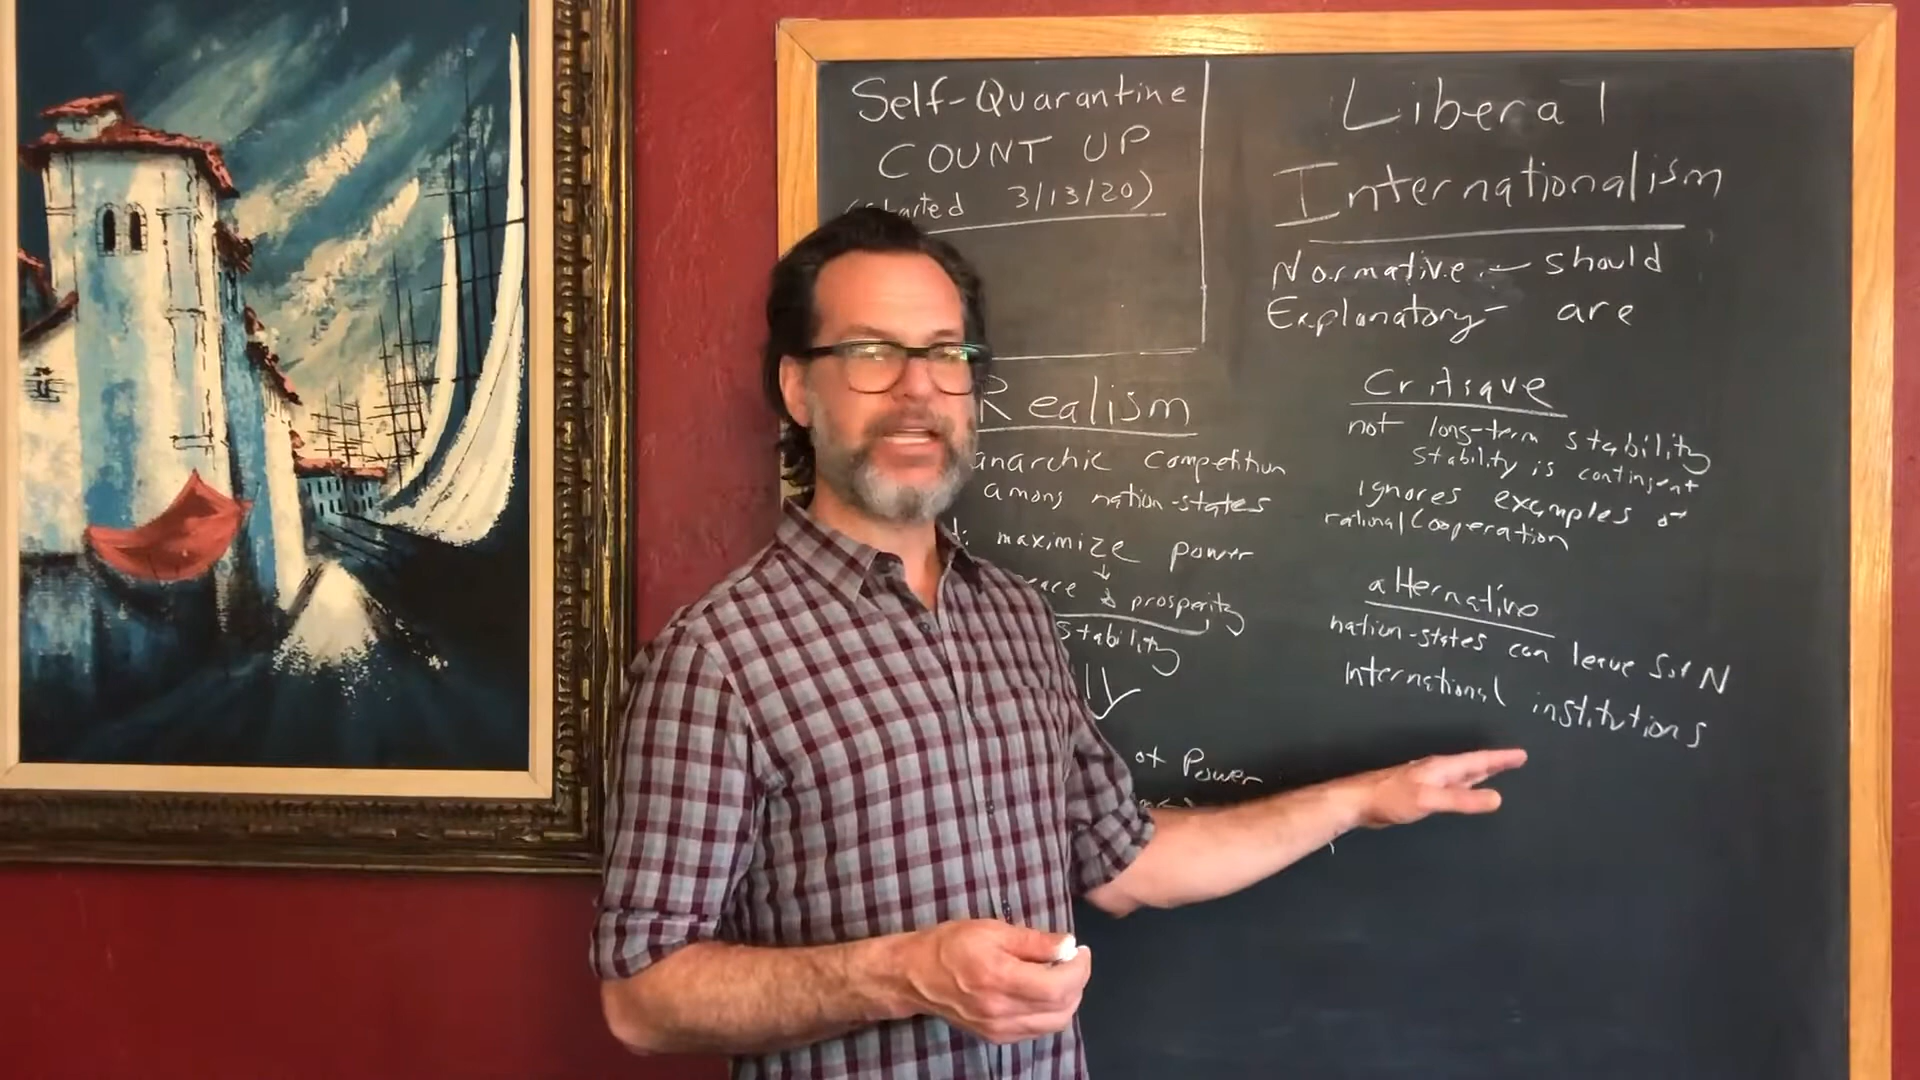 Self-Quarantine
COUNT UP
3/13/20)
Realism
anarchic competition
among nation-states
: maximize power
↓
& prosperity
stability
of Power
Liberal
Internationalism
Normative - should
Explanatory - are
Critique
not long-term stability
stability is contingent
ignores examples of
rational cooperation
alternative
nation-states can leave SofN
International institutions